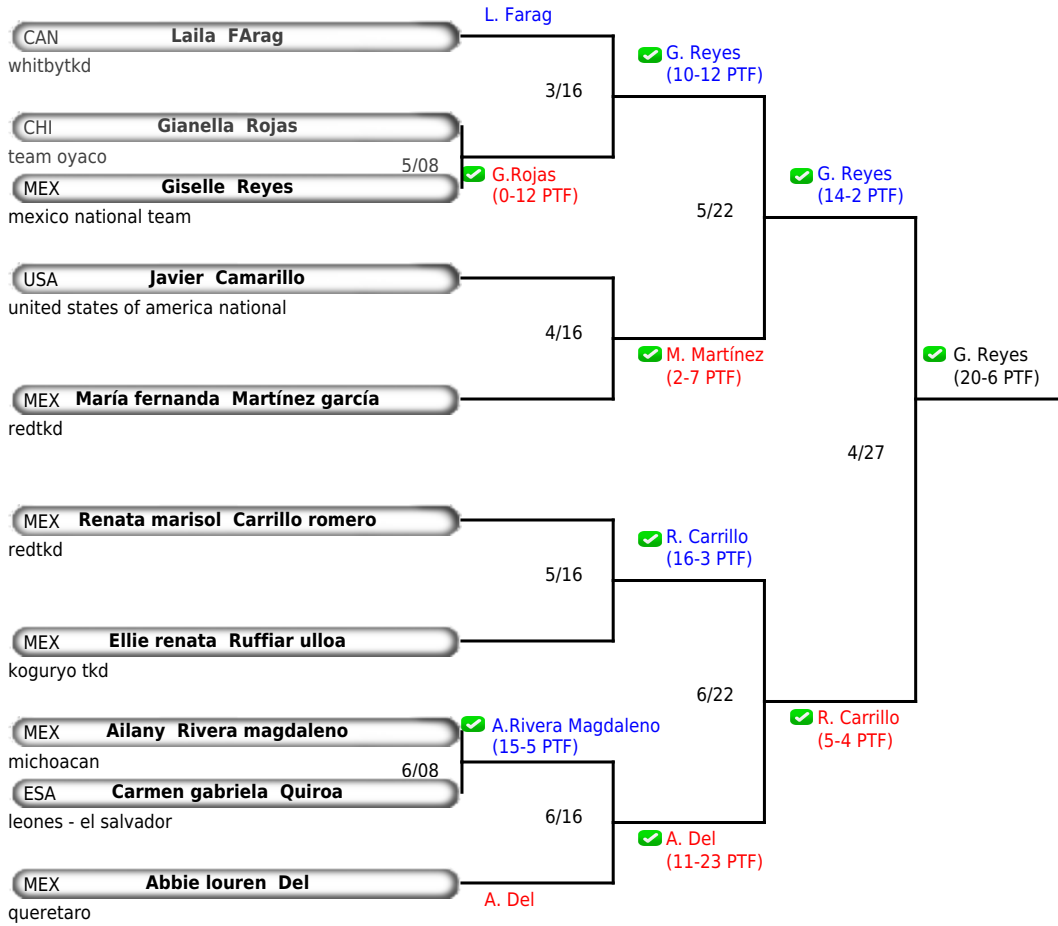 L. Farag
CAN Laila FArag
whitbytkd
G. Reyes
(10-12 PTF)
3/16
CHI Gianella Rojas
team oyaco
5/08
G.Rojas
(0-12 PTF)
MEX Giselle Reyes
mexico national team
G. Reyes
(14-2 PTF)
5/22
USA Javier Camarillo
united states of america national
4/16
M. Martínez
(2-7 PTF)
G. Reyes
(20-6 PTF)
MEX María fernanda Martínez garcía
redtkd
4/27
MEX Renata marisol Carrillo romero
redtkd
R. Carrillo
(16-3 PTF)
5/16
MEX Ellie renata Ruffiar ulloa
koguryo tkd
6/22
R. Carrillo
(5-4 PTF)
MEX Ailany Rivera magdaleno
michoacan
A.Rivera Magdaleno
(15-5 PTF)
6/08
ESA Carmen gabriela Quiroa
leones - el salvador
6/16
A. Del
(11-23 PTF)
MEX Abbie louren Del
queretaro
A. Del